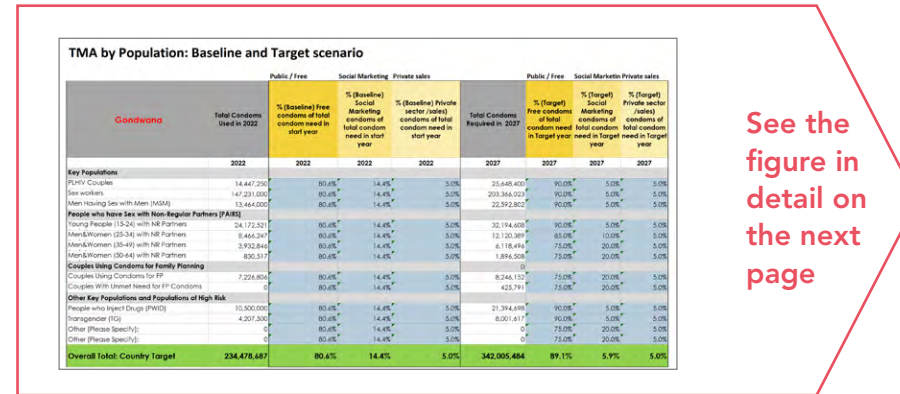 TMA by Population: Baseline and Target scenario
Public / Free Social Marketing Private sales Public / Free Social Marketin Private sales
Gondwana Total Condoms Used in 2022 % (Baseline) Free condoms of total condom need in start year % (Baseline) Social Marketing condoms of total condom need in start year % (Baseline) Private sector /sales) condoms of total condom need in start year Total Condoms Required in 2027 % (Target) Free condoms of total condom need in Target year % (Target) Social Marketing condoms of total condom need in Target year % (Target) Private sector /sales) condoms of total condom need in Target year
2022 2022 2022 2022 2027 2027 2027 2027
Key Populations
PLHIV Couples 14,447,250 80.6% 14.4% 5.0% 25,648,400 90.0% 5.0% 5.0%
Sex workers 147,231,000 80.6% 14.4% 5.0% 203,366,023 90.0% 5.0% 5.0%
Men Having Sex with Men (MSM) 13,464,000 80.6% 14.4% 5.0% 22,592,802 90.0% 5.0% 5.0%
People who have Sex with Non-Regular Partners [PAIRS]
Young People (15-24) with NR Partners 24,172,521 80.6% 14.4% 5.0% 32,194,608 90.0% 5.0% 5.0%
Men&Women (25-34) with NR Partners 8,466,247 80.6% 14.4% 5.0% 12,120,389 85.0% 10.0% 5.0%
Men&Women (35-49) with NR Partners 3,932,846 80.6% 14.4% 5.0% 6,118,496 75.0% 20.0% 5.0%
Men&Women (50-64) with NR Partners 830,517 80.6% 14.4% 5.0% 1,896,508 75.0% 20.0% 5.0%
Couples Using Condoms for Family Planning 0
Couples Using Condoms for FP 7,226,806 80.6% 14.4% 5.0% 8,246,152 75.0% 20.0% 5.0%
Couples With Unmet Need for FP Condoms 0 80.6% 14.4% 5.0% 425,791 75.0% 20.0% 5.0%
Other Key Populations and Populations of High Risk
People who Inject Drugs (PWID) 10,500,000 80.6% 14.4% 5.0% 21,394,698 90.0% 5.0% 5.0%
Transgender (TG) 4,207,500 80.6% 14.4% 5.0% 8,001,617 90.0% 5.0% 5.0%
Other (Please Specify): 0 80.6% 14.4% 5.0% 0 75.0% 20.0% 5.0%
Other (Please Specify): 0 80.6% 14.4% 5.0% 0 75.0% 20.0% 5.0%
Overall Total: Country Target 234,478,687 80.6% 14.4% 5.0% 342,005,484 89.1% 5.9% 5.0%
See the
figure in
detail on
the next
page